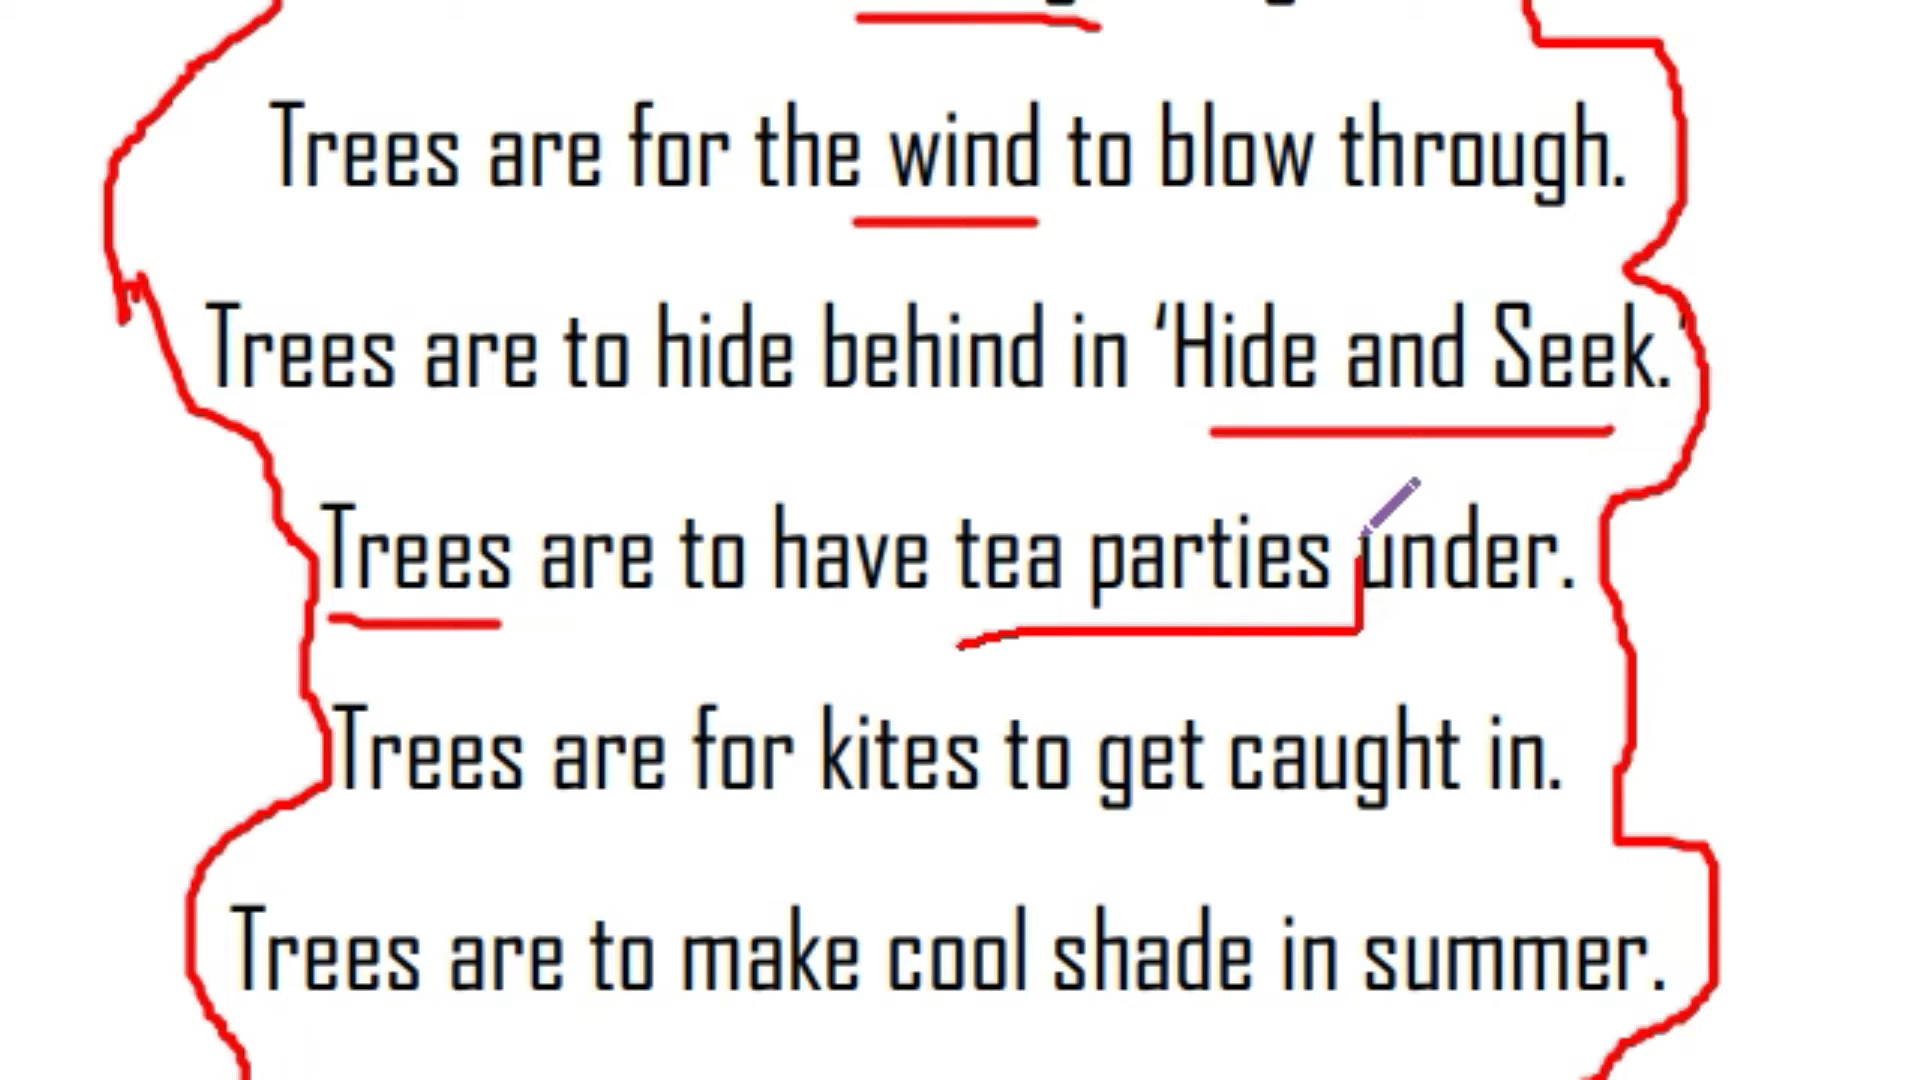 Trees are for the wind to blow through.
Trees are to hide behind in ‘Hide and Seek.’
Trees are to have tea parties under.
Trees are for kites to get caught in.
Trees are to make cool shade in summer.